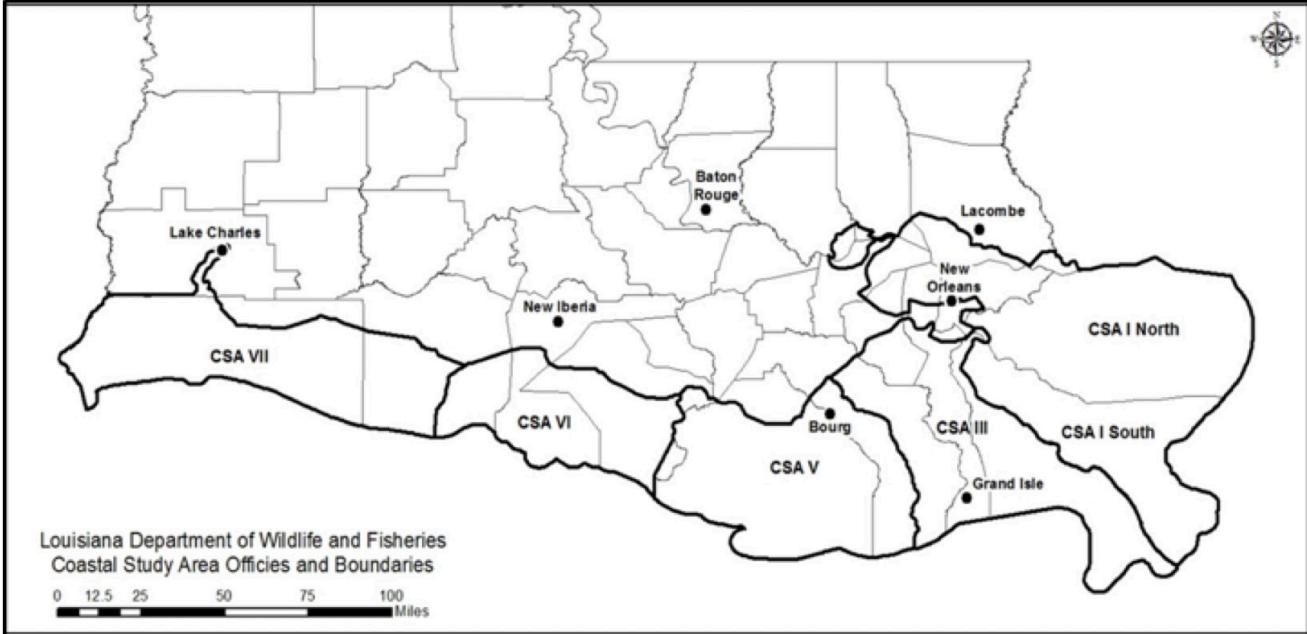 N
W
E
S
Baton
Rouge
Lacombe
Lake Charles
New
Orleans
New Iberia
CSA I North
CSA VII
CSA VI
Bourg
CSA III
CSA I South
CSA V
Grand Isle
Louisiana Department of Wildlife and Fisheries
Coastal Study Area Officies and Boundaries
0 12.5 25 50 75 100
Miles